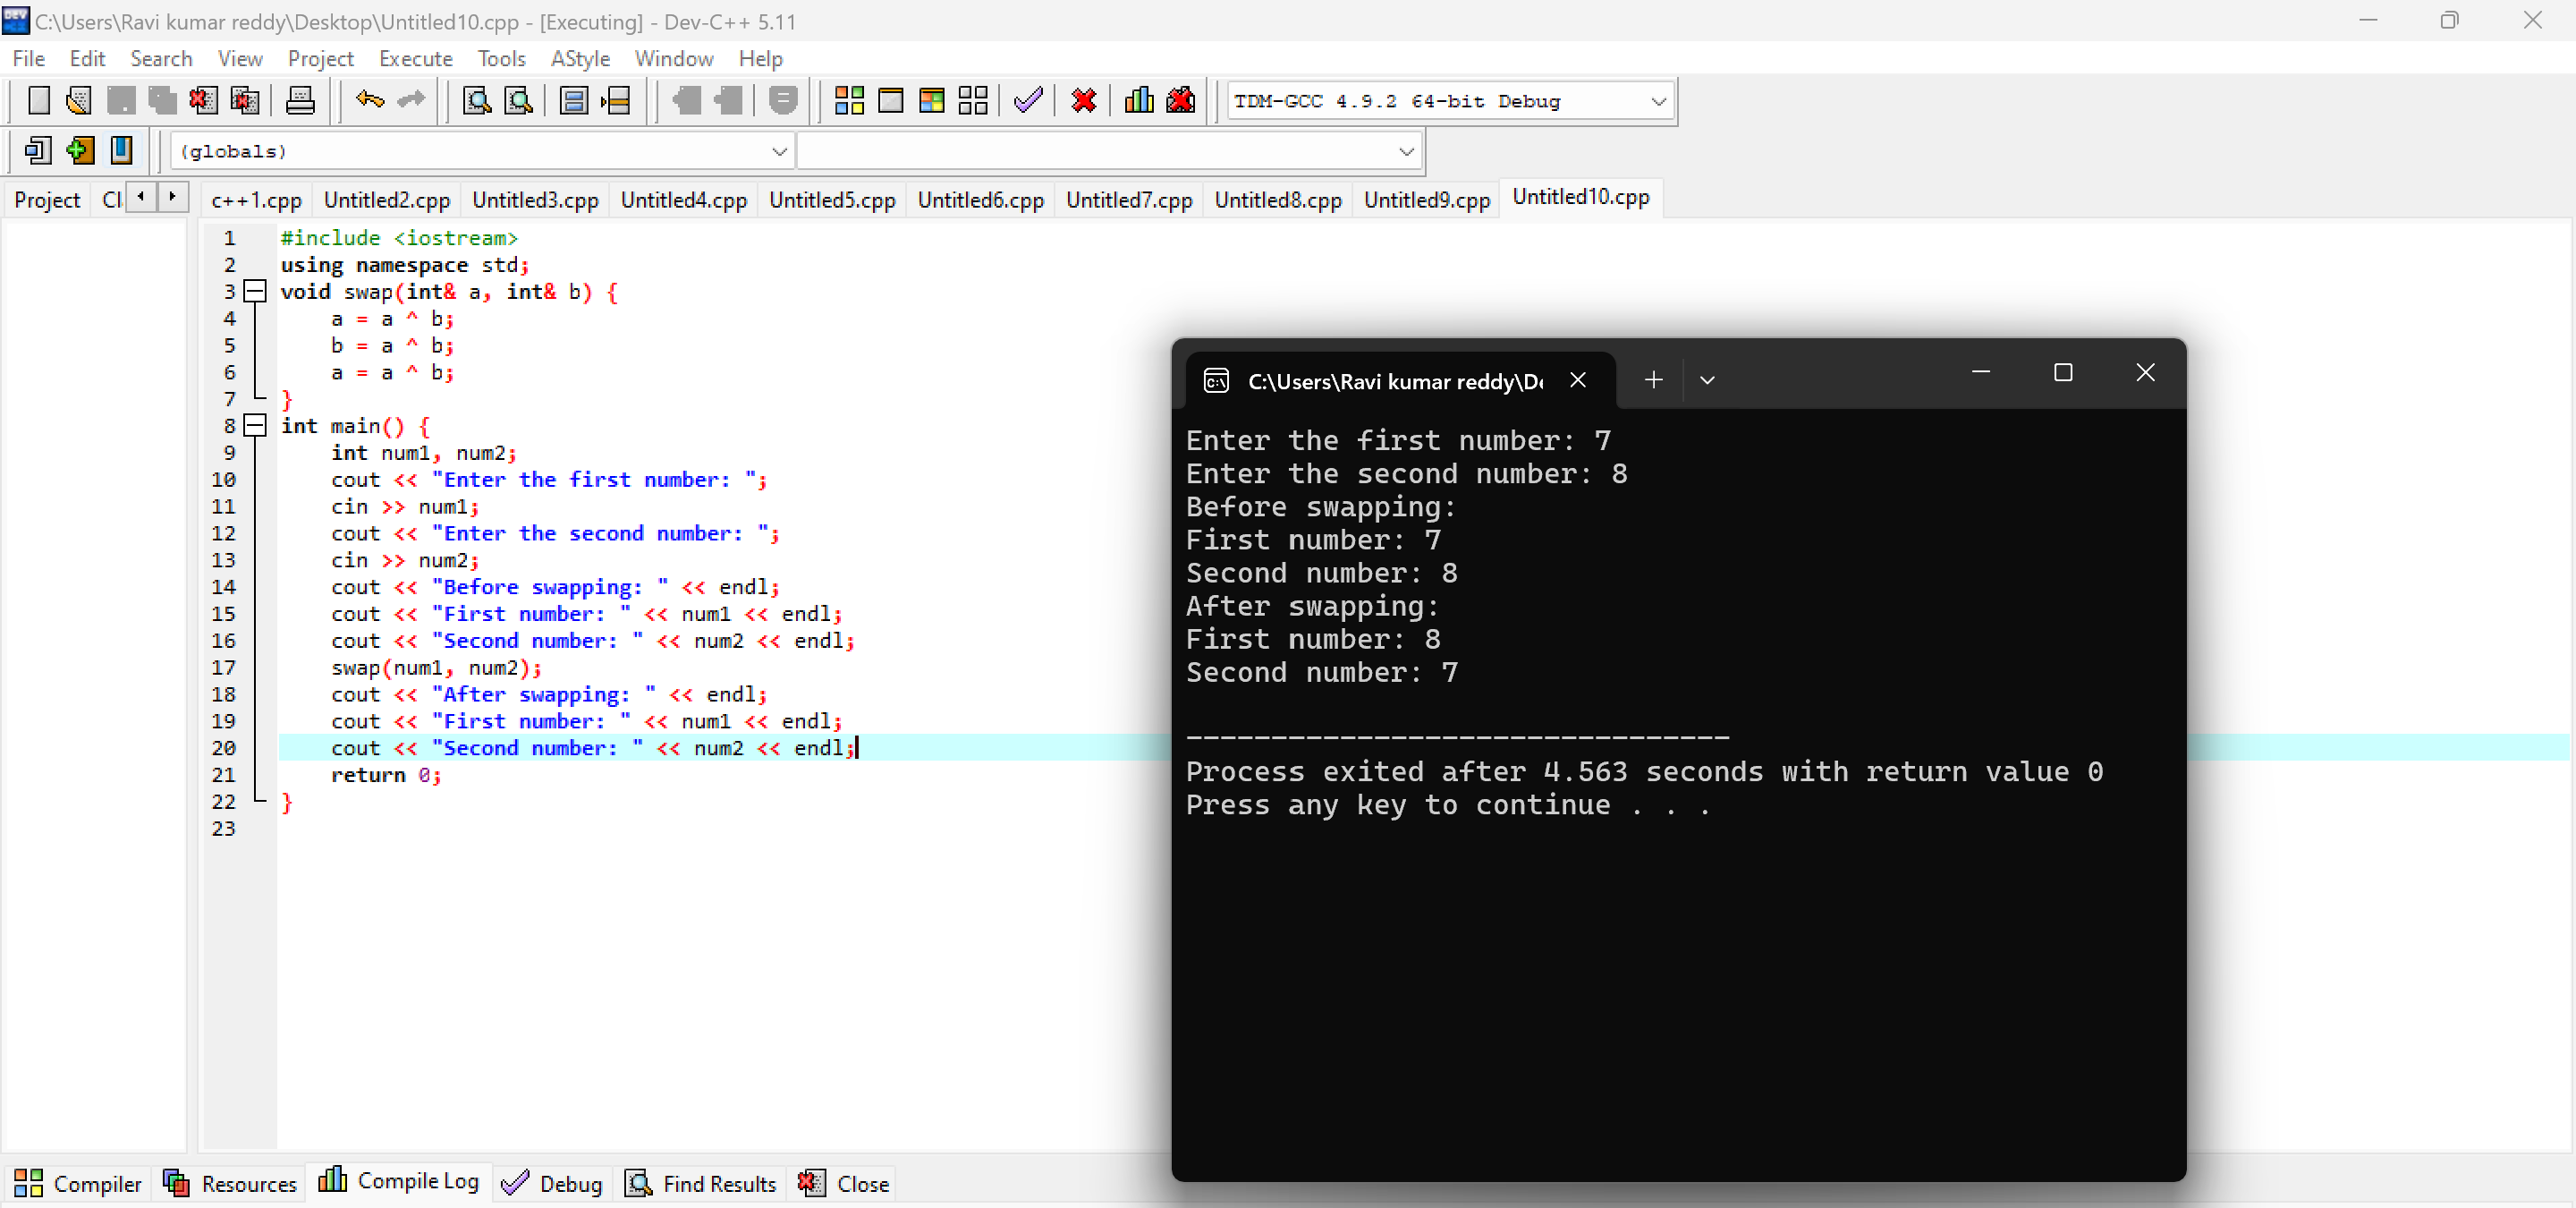 C:\Users\Ravi kumar reddy\Desktop\Untitled10.cpp - [Executing] - Dev-C++ 5.11
File Edit Search View Project Execute Tools AStyle Window Help
TDM-GCC 4.9.2 64-bit Debug
(globals)
Project Cl c++1.cpp Untitled2.cpp Untitled3.cpp Untitled4.cpp Untitled5.cpp Untitled6.cpp Untitled7.cpp Untitled8.cpp Untitled9.cpp Untitled10.cpp
1 #include <iostream>
2 using namespace std;
3 void swap(int& a, int& b) {
4 a = a ^ b;
5 b = a ^ b;
6 a = a ^ b;
7 }
8 int main() {
9 int num1, num2;
10 cout << "Enter the first number: ";
11 cin >> num1;
12 cout << "Enter the second number: ";
13 cin >> num2;
14 cout << "Before swapping: " << endl;
15 cout << "First number: " << num1 << endl;
16 cout << "Second number: " << num2 << endl;
17 swap(num1, num2);
18 cout << "After swapping: " << endl;
19 cout << "First number: " << num1 << endl;
20 cout << "Second number: " << num2 << endl;
21 return 0;
22 }
23
C:\Users\Ravi kumar reddy\De
Enter the first number: 7
Enter the second number: 8
Before swapping:
First number: 7
Second number: 8
After swapping:
First number: 8
Second number: 7
--------------------------------
Process exited after 4.563 seconds with return value 0
Press any key to continue . . .
Compiler Resources Compile Log Debug Find Results Close